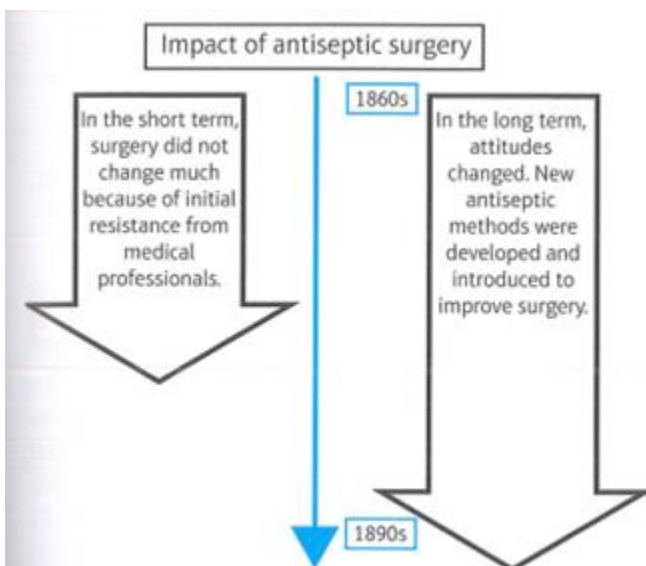 Impact of antiseptic surgery
1860s
In the short term,
surgery did not
change much
because of initial
resistance from
medical
professionals.
In the long term,
attitudes
changed. New
antiseptic
methods were
developed and
introduced to
improve surgery.
1890s